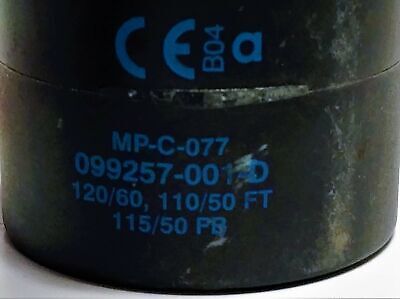 CE B04 a
MP-C-077
099257-001-D
120/60, 110/50 FT
115/50 PB